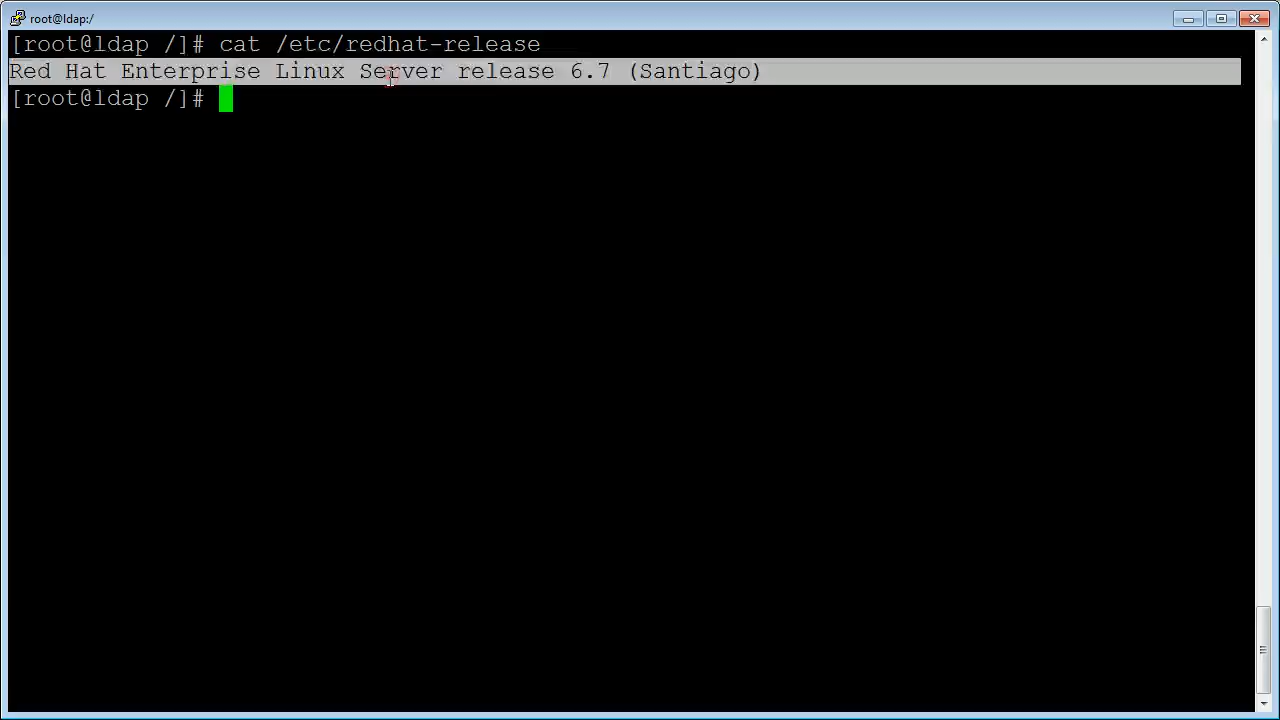 root@ldap:/
[root@ldap /]# cat /etc/redhat-release
Red Hat Enterprise Linux Server release 6.7 (Santiago)
[root@ldap /]#